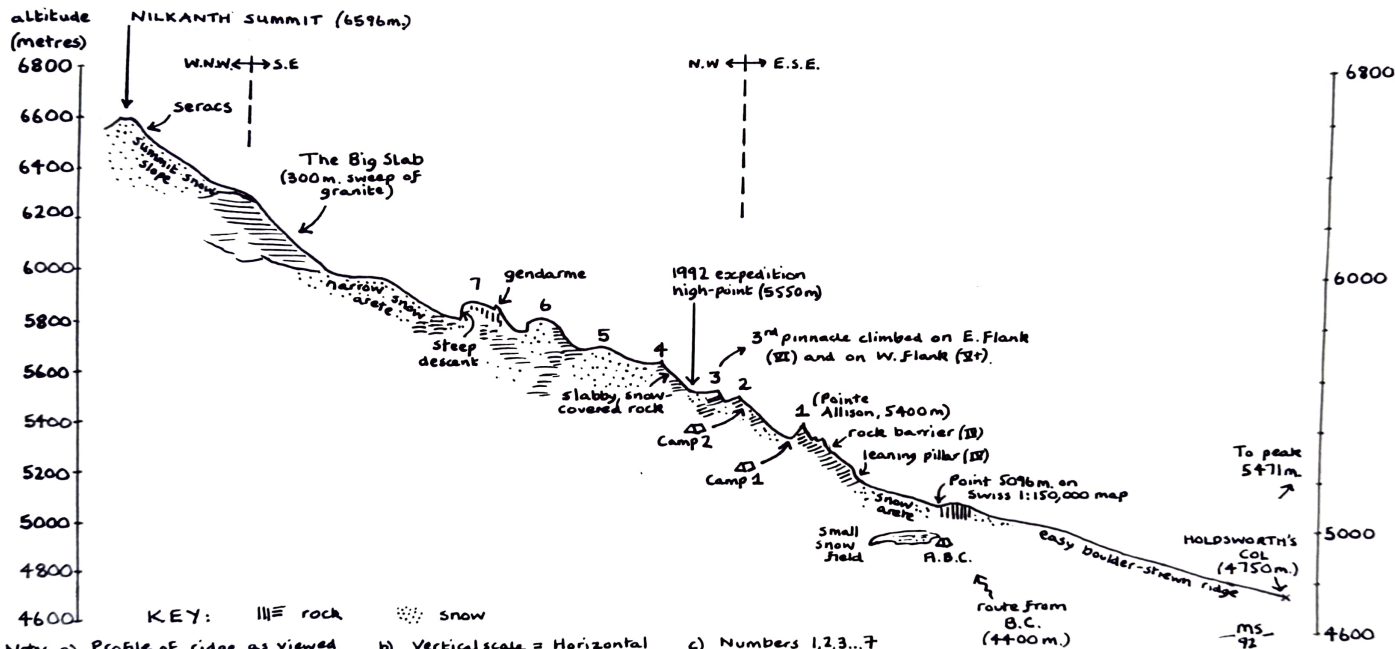 altitude
(metres)
NILKANTH SUMMIT (6596m.)
6800
6600
6400
6200
6000
5800
5600
5400
5200
5000
4800
4600
W.N.W. S.E
N.W E.S.E.
seracs
summit snow
slope
The Big Slab
(300m. sweep of
granite)
narrow snow
arete
7
gendarme
steep
descent
6
5
4
slabby, snow-
covered rock
1992 expedition
high-point (5550m)
3rd pinnacle climbed on E. Flank
(VI) and on W. Flank (V+).
3
2
Camp 2
Camp 1
1
(Pointe
Allison, 5400m)
rock barrier (IV)
leaning pillar (IV)
snow
arete
Point 5096m. on
Swiss 1:150,000 map
small
snow
field
A.B.C.
easy boulder-strewn ridge
route from
B.C.
(4400m.)
To peak
5471m
HOLDSWORTH'S
COL
(4750m.)
6800
6000
5000
4600
MS
92
KEY: rock snow
Note a) Profile of ridge as viewed b) Vertical scale = Horizontal c) Numbers 1,2,3...7